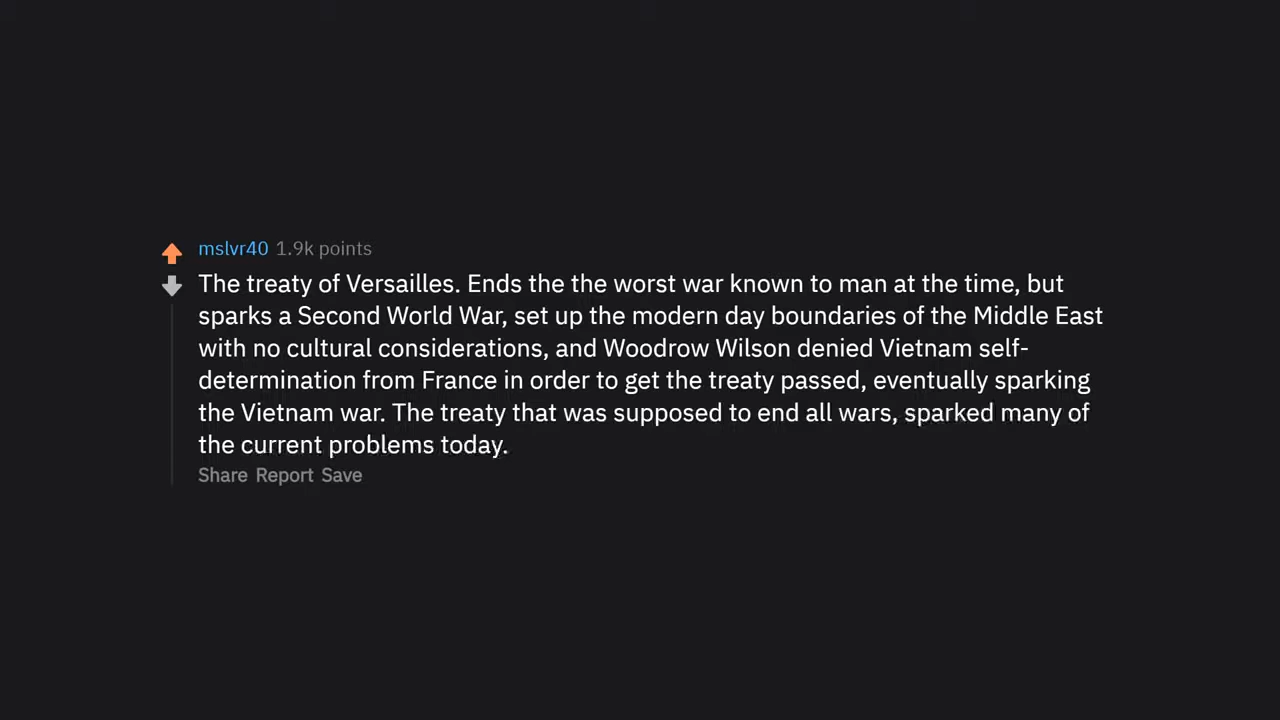 mslvr40 1.9k points
The treaty of Versailles. Ends the the worst war known to man at the time, but
sparks a Second World War, set up the modern day boundaries of the Middle East
with no cultural considerations, and Woodrow Wilson denied Vietnam self-
determination from France in order to get the treaty passed, eventually sparking
the Vietnam war. The treaty that was supposed to end all wars, sparked many of
the current problems today.
Share Report Save